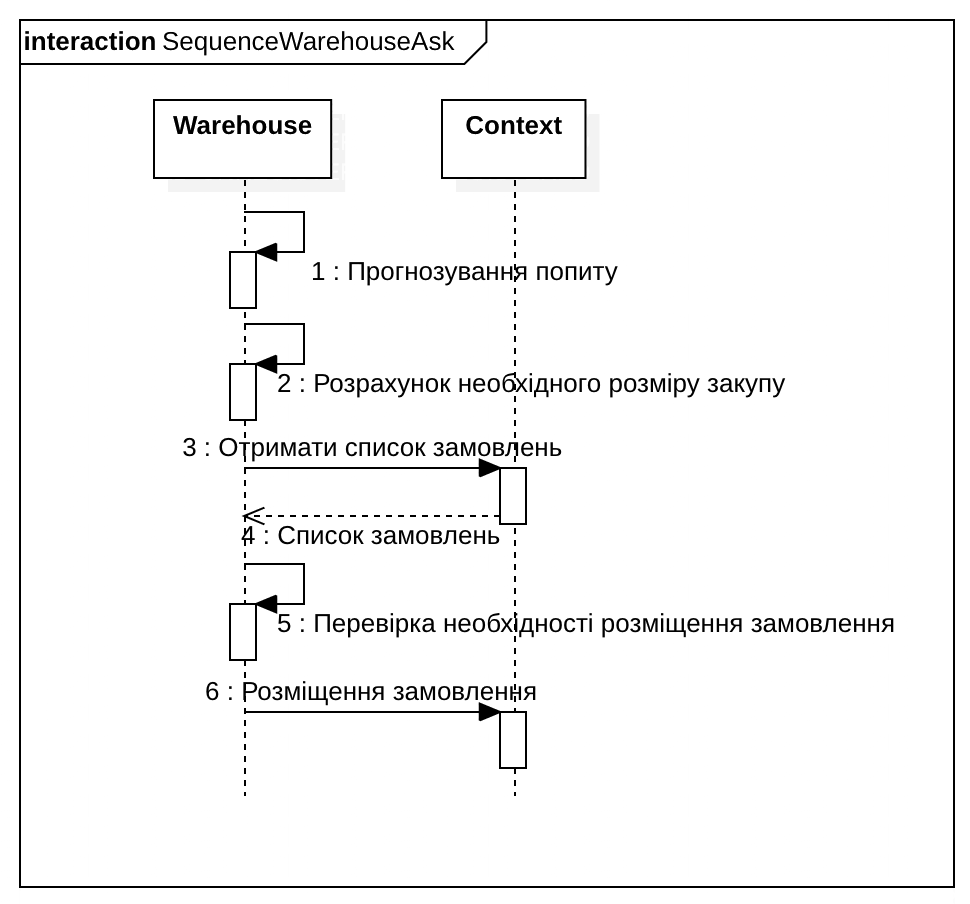 interaction SequenceWarehouseAsk
Warehouse
Context
1 : Прогнозування попиту
2 : Розрахунок необхідного розміру закупу
3 : Отримати список замовлень
4 : Список замовлень
5 : Перевірка необхідності розміщення замовлення
6 : Розміщення замовлення